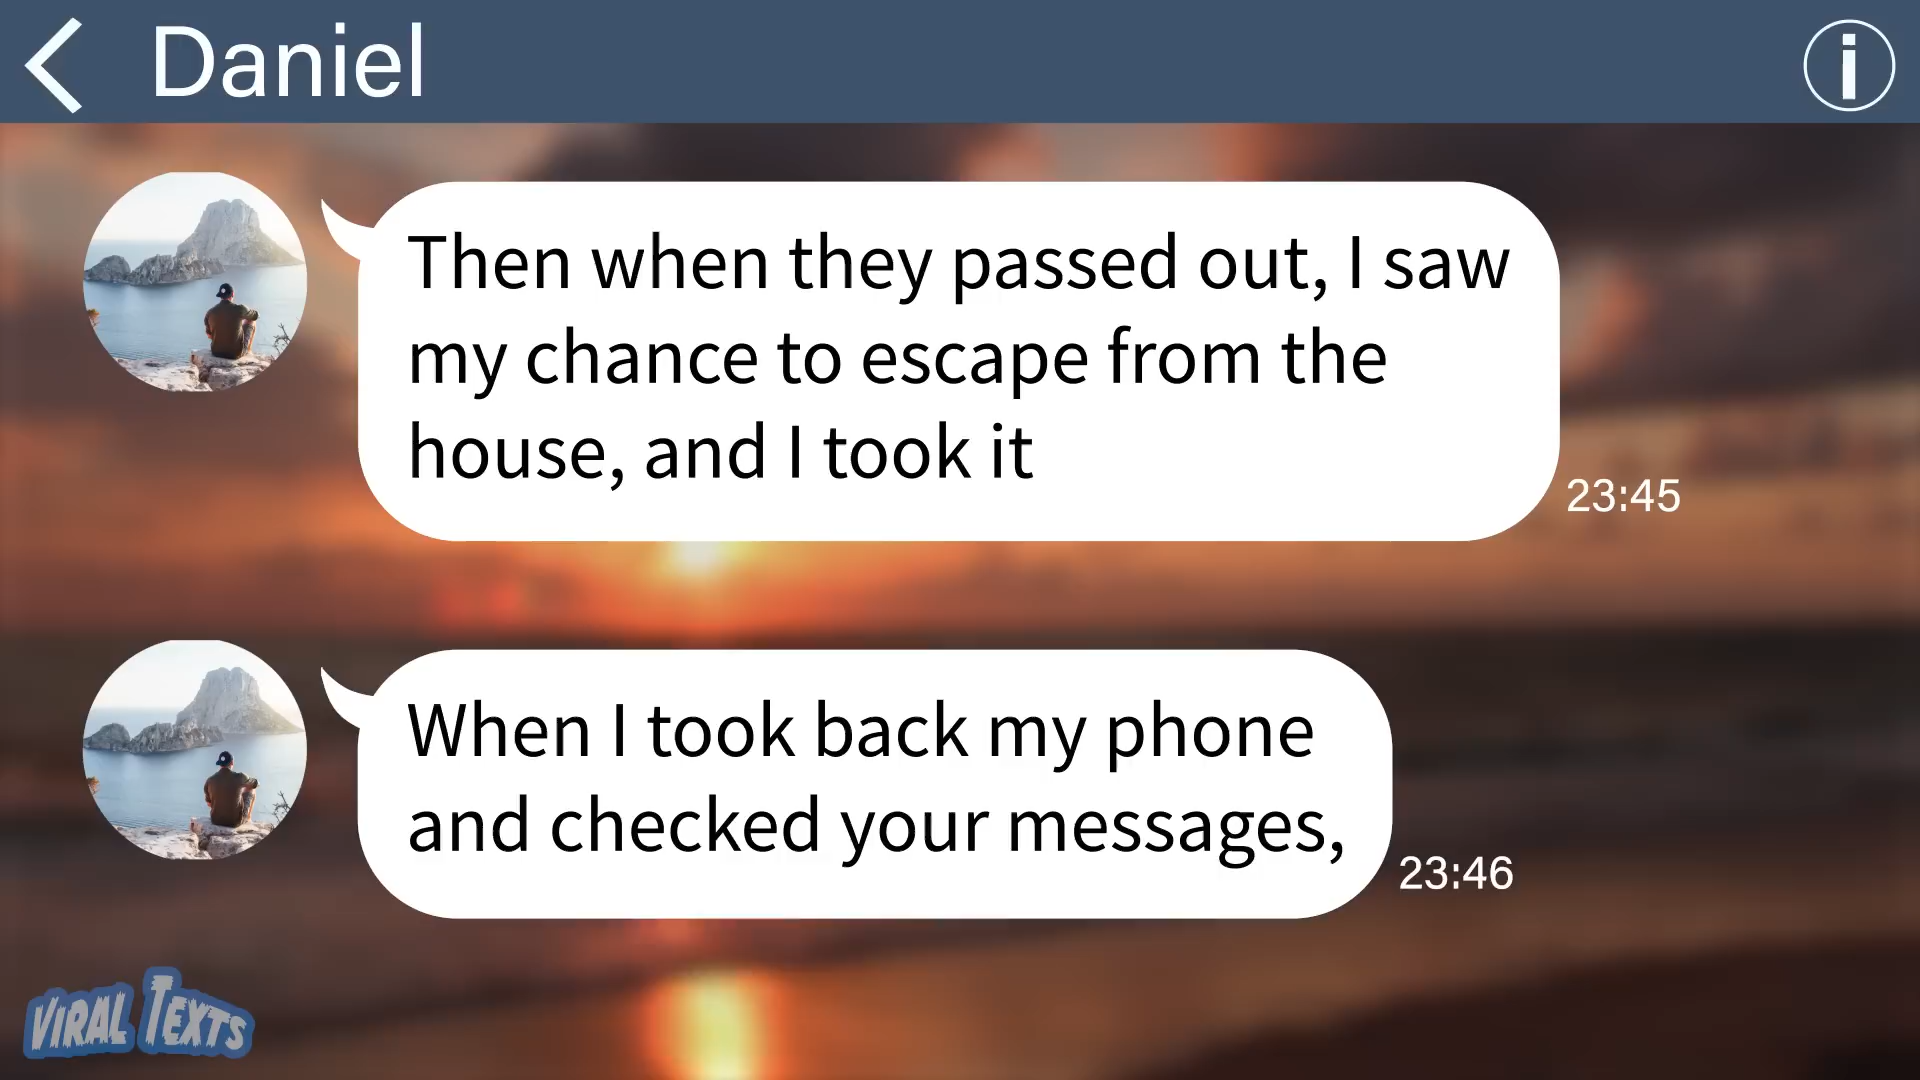 Daniel
Then when they passed out, I saw
my chance to escape from the
house, and I took it
23:45
When I took back my phone
and checked your messages,
23:46
VIRAL TEXTS